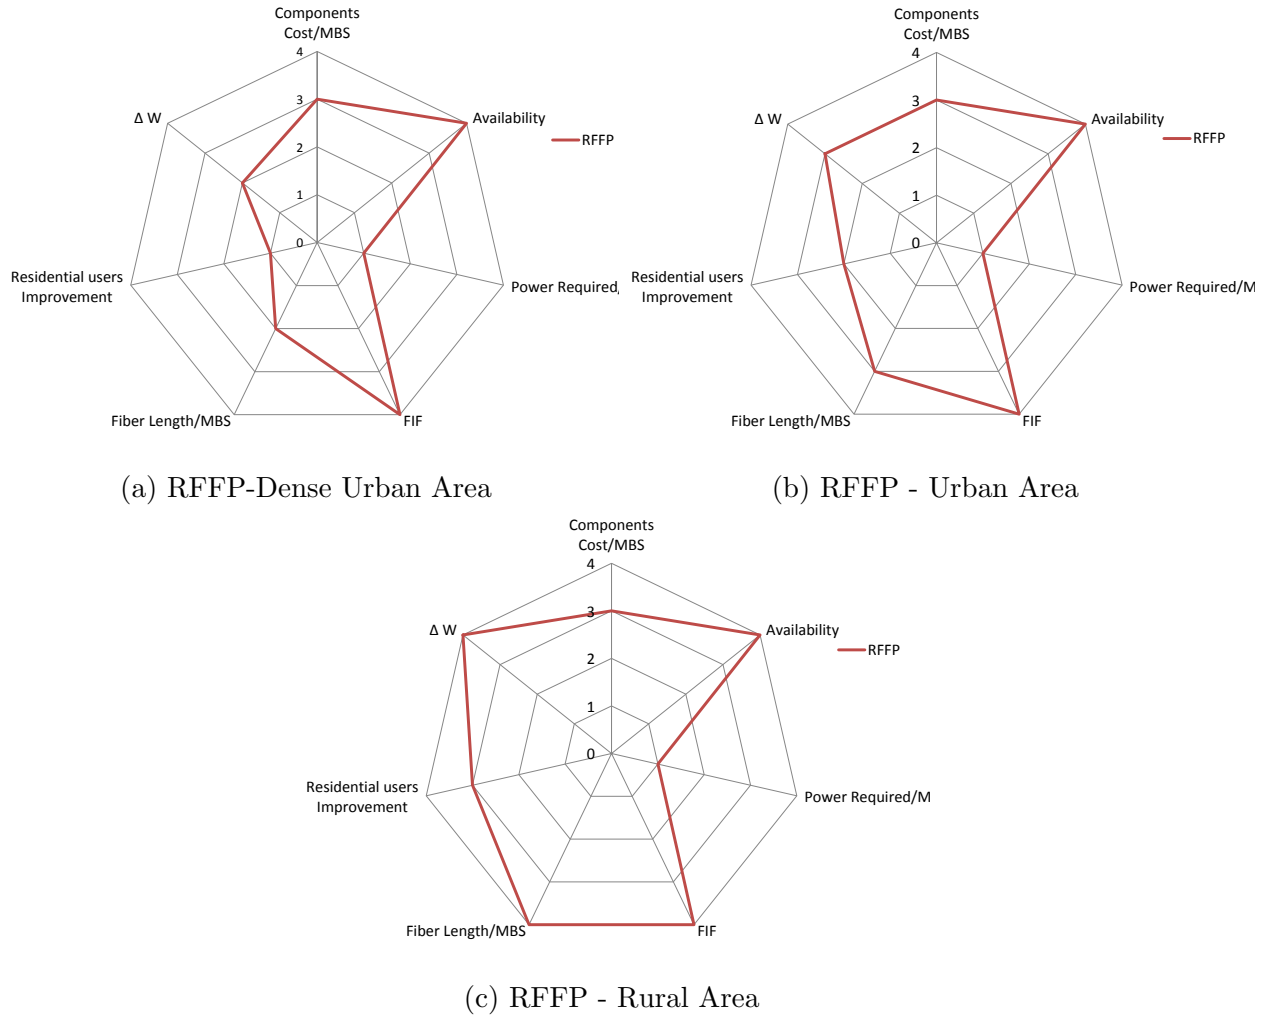 Components
Cost/MBS
4
3
2
1
0
Availability
RFFP
Power Required,
FIF
Fiber Length/MBS
Residential users
Improvement
Δ W
(a) RFFP-Dense Urban Area
Components
Cost/MBS
4
3
2
1
0
Availability
RFFP
Power Required/M
FIF
Fiber Length/MBS
Residential users
Improvement
Δ W
(b) RFFP - Urban Area
Components
Cost/MBS
4
3
2
1
0
Availability
RFFP
Power Required/M
FIF
Fiber Length/MBS
Residential users
Improvement
Δ W
(c) RFFP - Rural Area